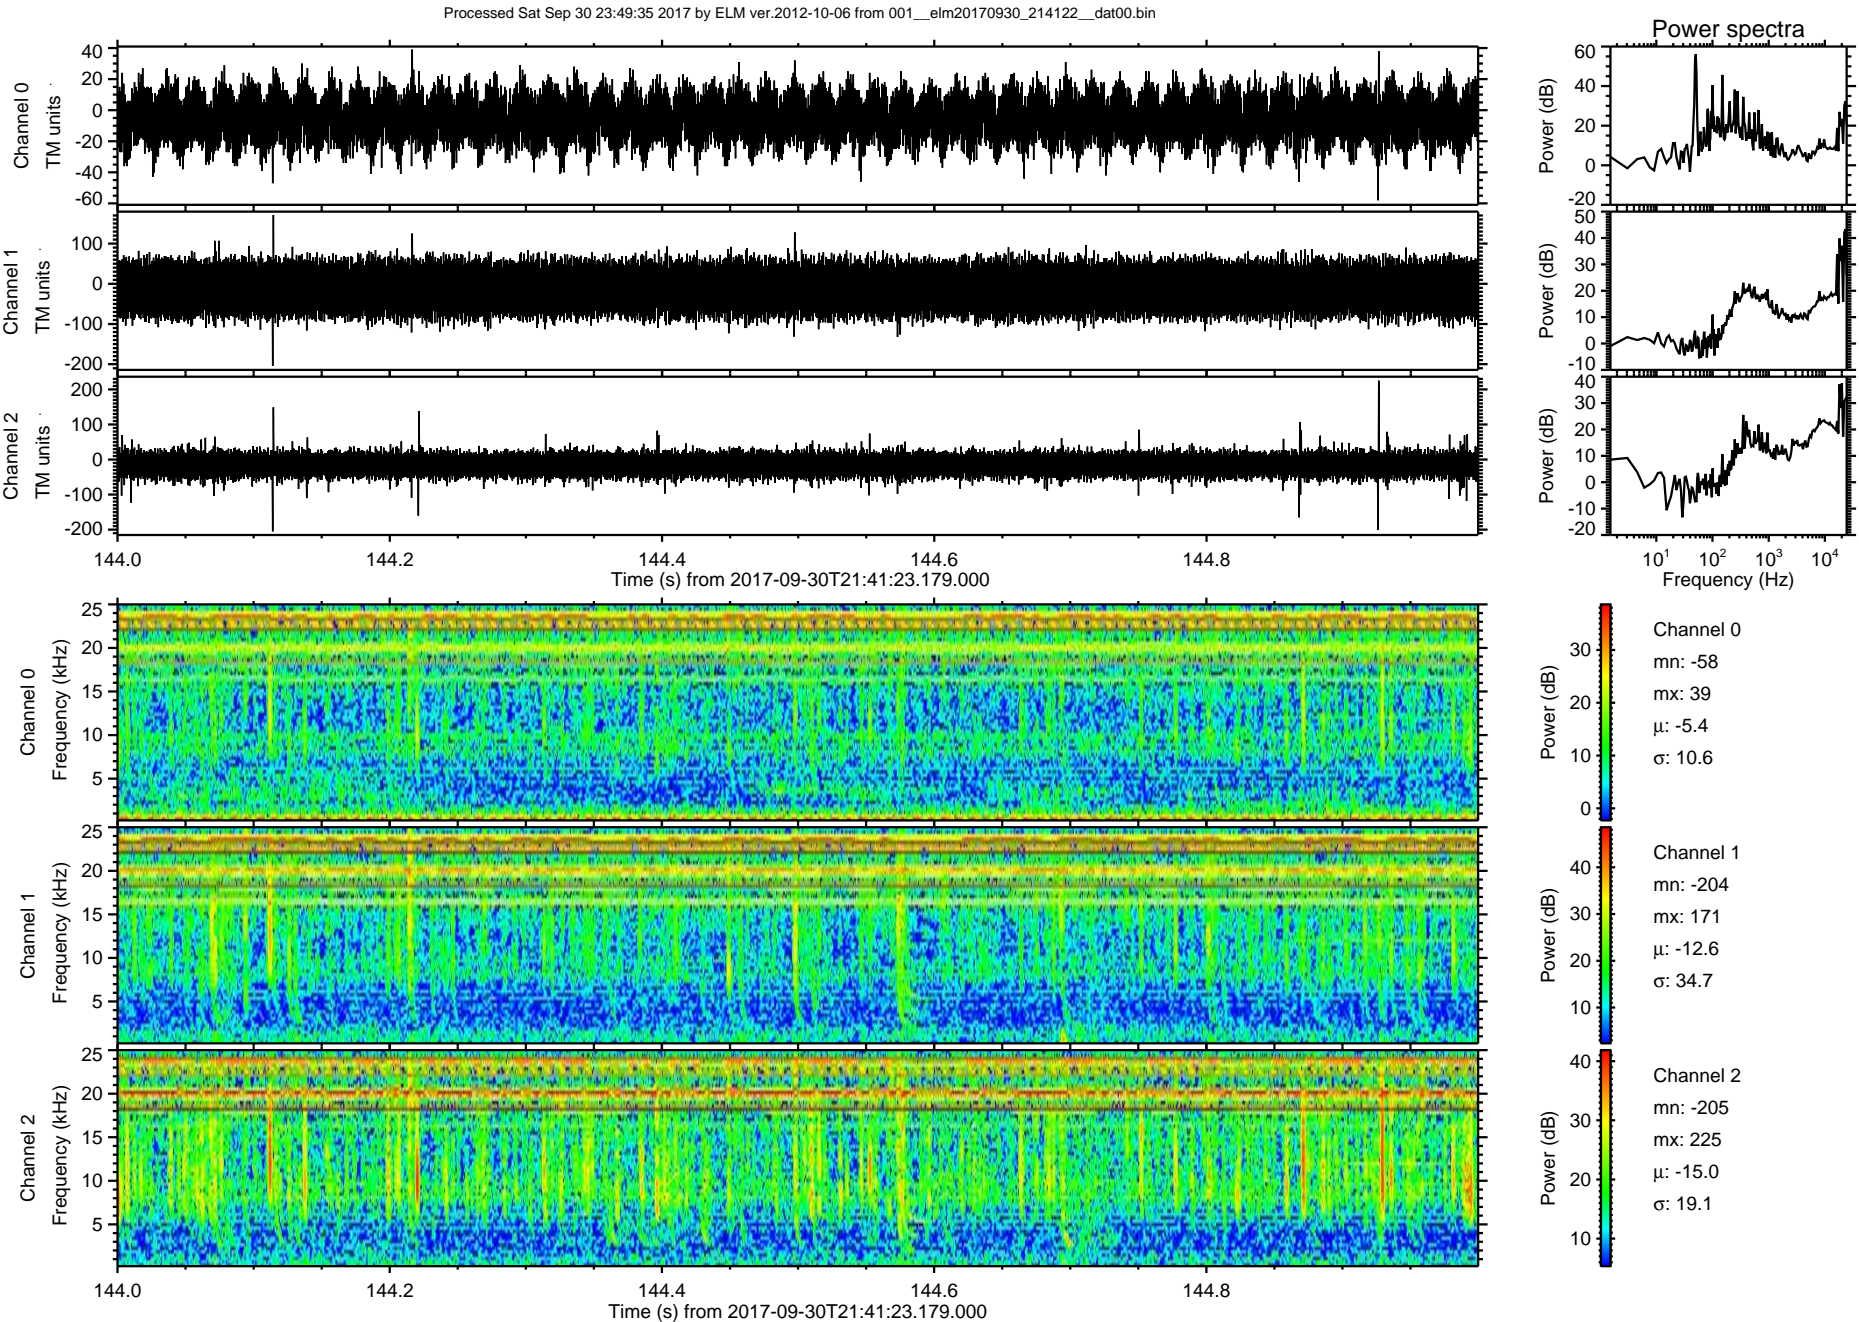 Processed Sat Sep 30 23:49:35 2017 by ELM ver.2012-10-06 from 001__elm20170930_214122__dat00.bin
Power spectra
Channel 0
TM units
40
20
0
-20
-40
-60
Power (dB)
60
40
20
0
-20
Channel 1
TM units
100
0
-100
-200
Power (dB)
50
40
30
20
10
0
-10
Channel 2
TM units
200
100
0
-100
-200
Power (dB)
40
30
20
10
0
-10
-20
144.0 144.2 144.4 144.6 144.8
Time (s) from 2017-09-30T21:41:23.179.000
10^1 10^2 10^3 10^4
Frequency (Hz)
Channel 0
Frequency (kHz)
25
20
15
10
5
Power (dB)
30
20
10
0
Channel 0
mn: -58
mx: 39
µ: -5.4
σ: 10.6
Channel 1
Frequency (kHz)
25
20
15
10
5
Power (dB)
40
30
20
10
Channel 1
mn: -204
mx: 171
µ: -12.6
σ: 34.7
Channel 2
Frequency (kHz)
25
20
15
10
5
Power (dB)
40
30
20
10
Channel 2
mn: -205
mx: 225
µ: -15.0
σ: 19.1
144.0 144.2 144.4 144.6 144.8
Time (s) from 2017-09-30T21:41:23.179.000